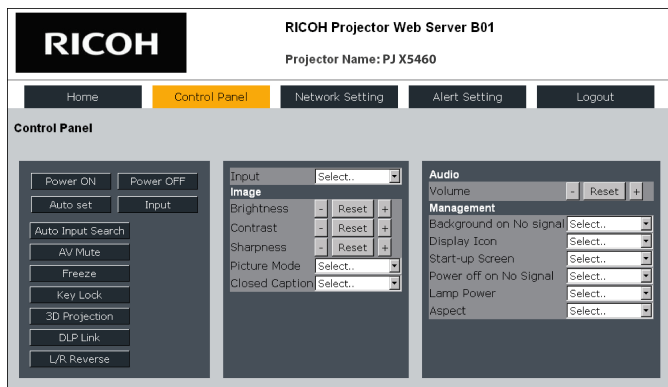 RICOH
RICOH Projector Web Server B01
Projector Name: PJ X5460
Home Control Panel Network Setting Alert Setting Logout
Control Panel
Power ON Power OFF
Auto set Input
Auto Input Search
AV Mute
Freeze
Key Lock
3D Projection
DLP Link
L/R Reverse
Input Select..
Image
Brightness - Reset +
Contrast - Reset +
Sharpness - Reset +
Picture Mode Select..
Closed Caption Select..
Audio
Volume - Reset +
Management
Background on No signal Select..
Display Icon Select..
Start-up Screen Select..
Power off on No Signal Select..
Lamp Power Select..
Aspect Select..